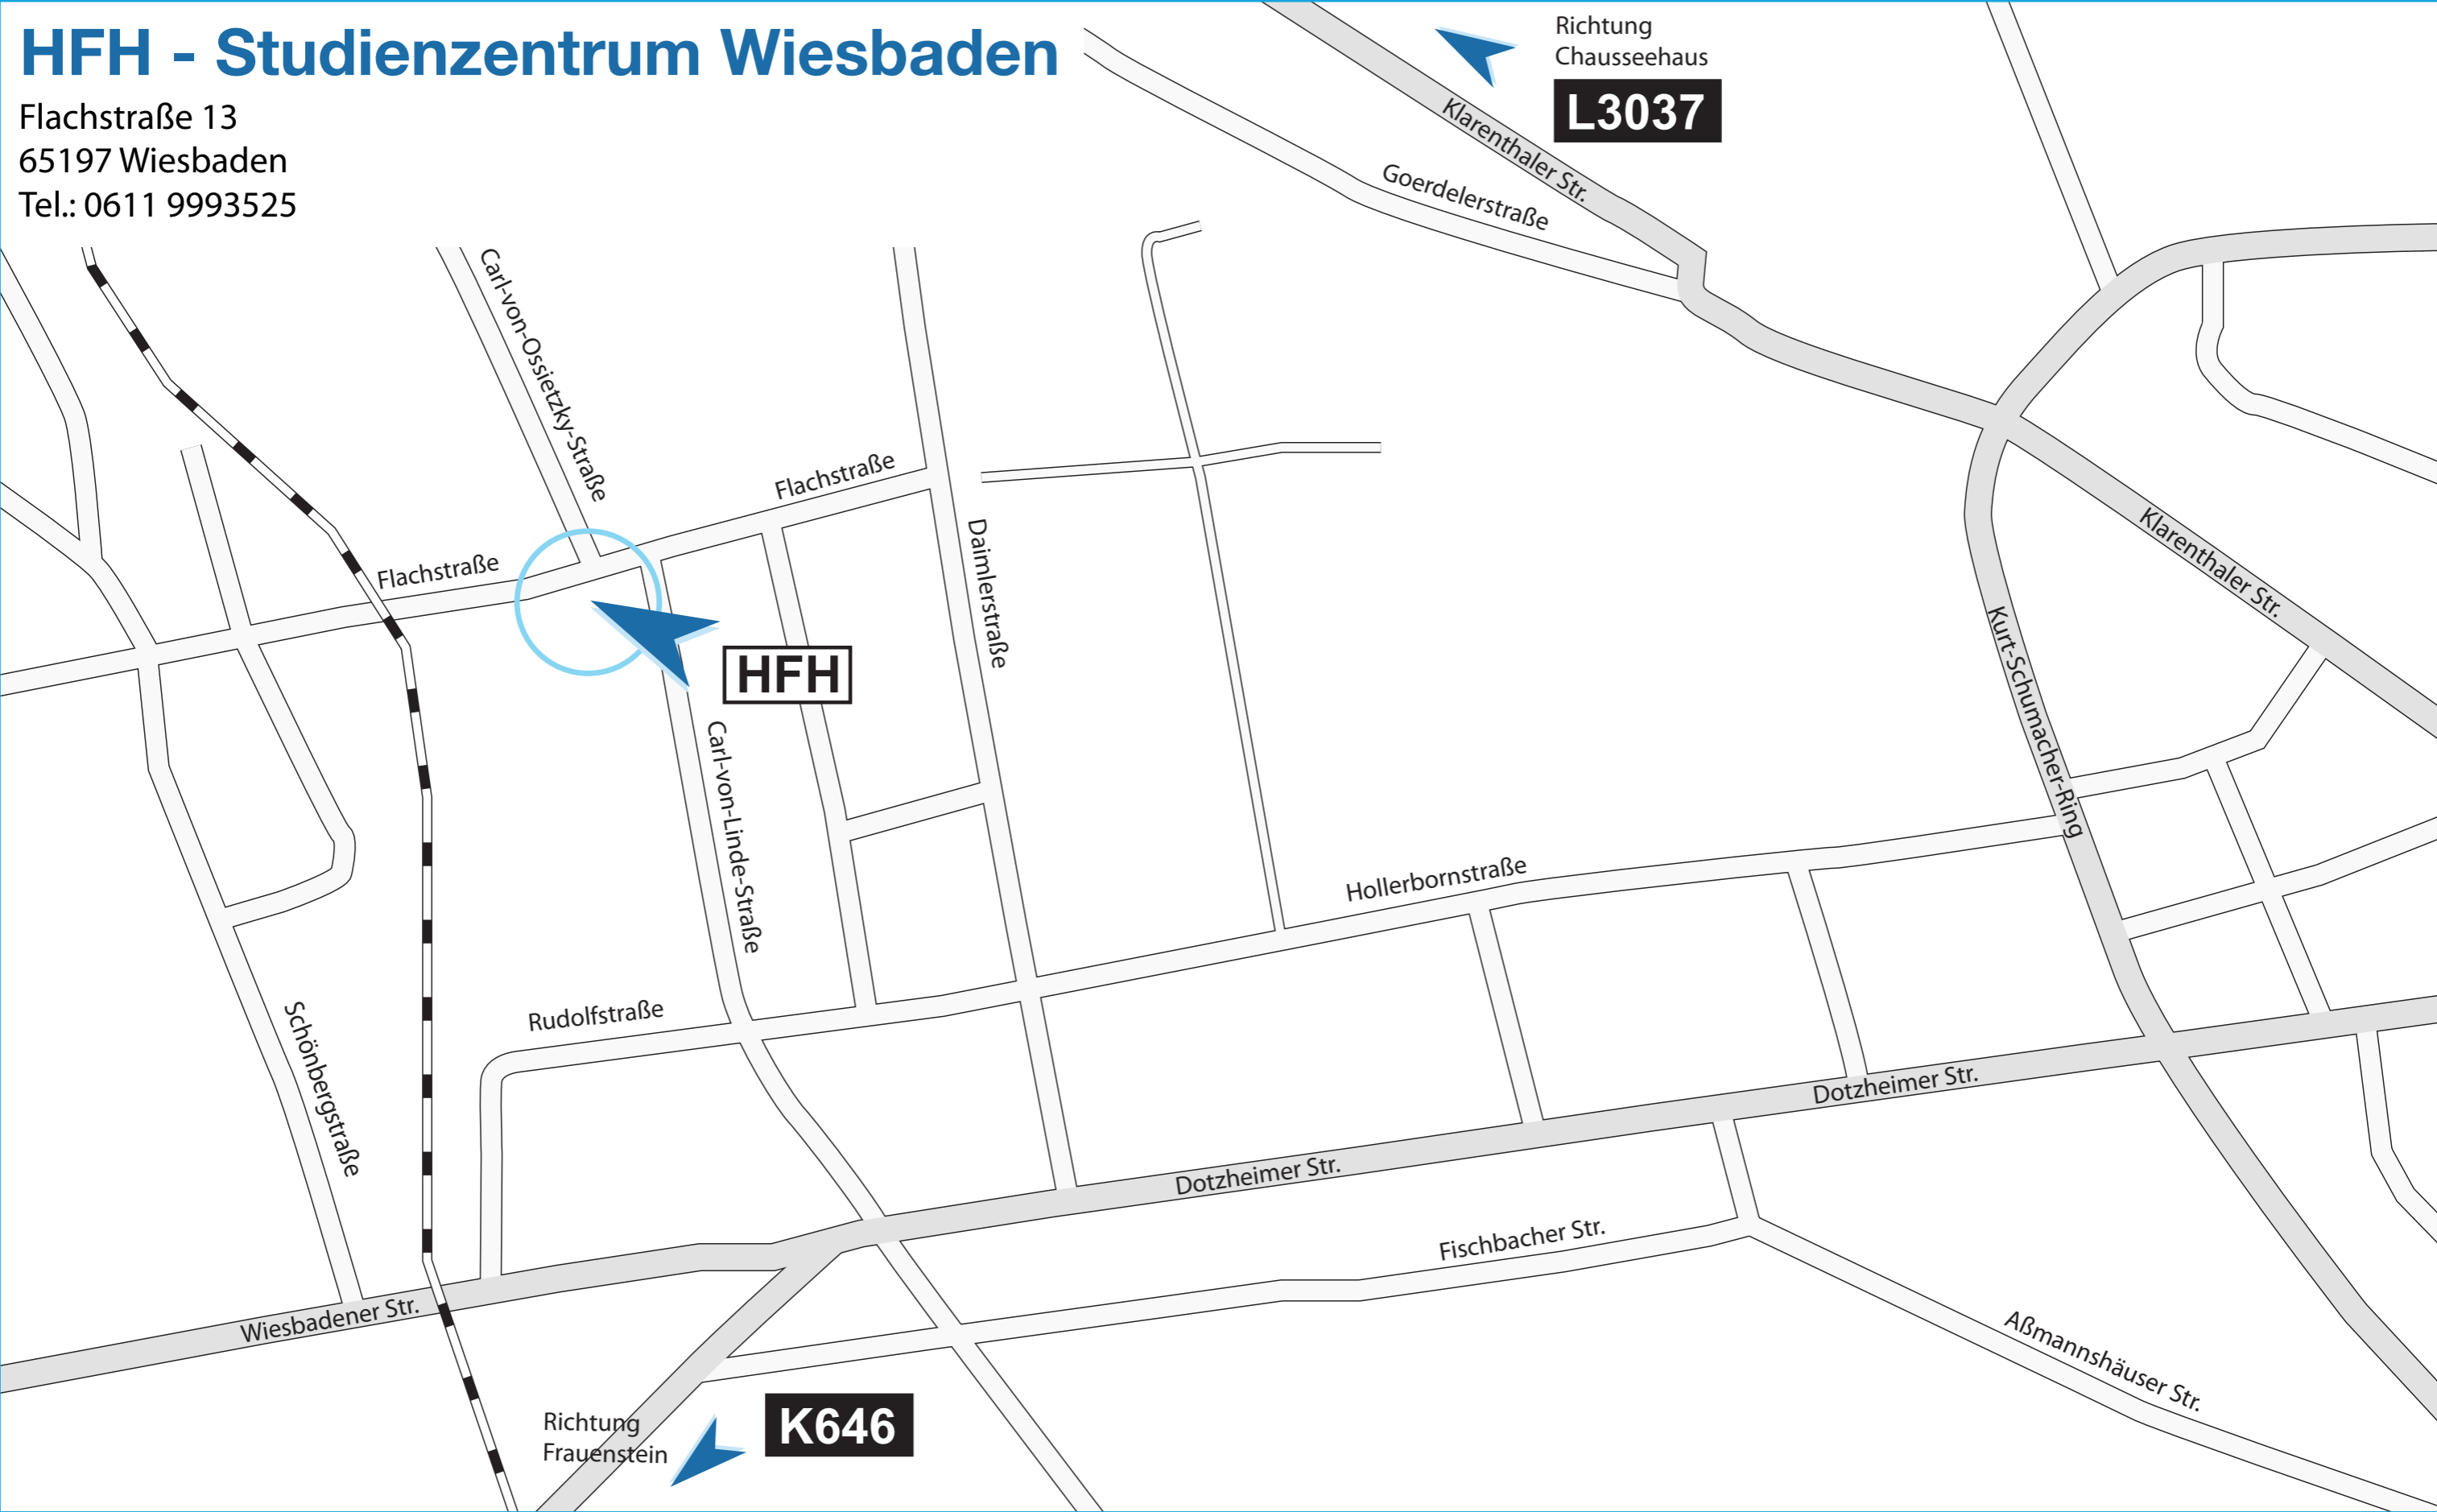 HFH - Studienzentrum Wiesbaden
Flachstraße 13
65197 Wiesbaden
Tel.: 0611 9993525
Richtung
Chausseehaus
L3037
Klarenthaler Str.
Goerdelerstraße
Carl-von-Ossietzky-Straße
Flachstraße
Flachstraße
Daimlerstraße
HFH
Klarenthaler Str.
Kurt-Schumacher-Ring
Carl-von-Linde-Straße
Hollerbornstraße
Rudolfstraße
Schönbergstraße
Dotzheimer Str.
Dotzheimer Str.
Fischbacher Str.
Wiesbadener Str.
Aßmannshäuser Str.
Richtung
Frauenstein
K646